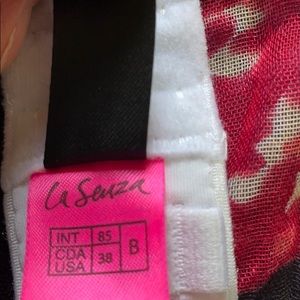 la Senza
INT 85 B
CDA 38
USA